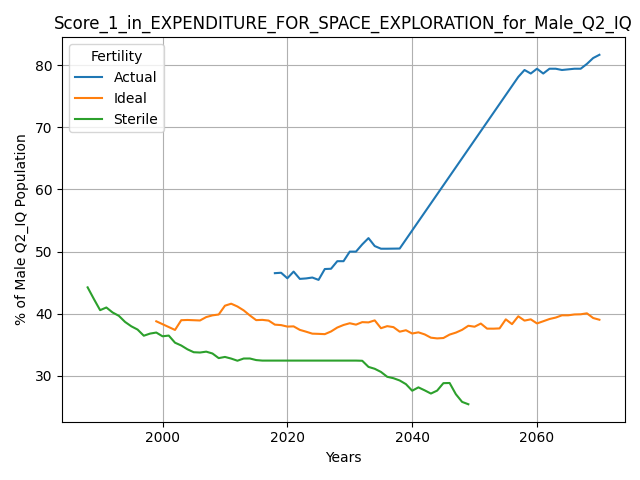 Score_1_in_EXPENDITURE_FOR_SPACE_EXPLORATION_for_Male_Q2_IQ
Fertility
Actual
Ideal
Sterile
% of Male Q2_IQ Population
80
70
60
50
40
30
2000
2020
2040
2060
Years